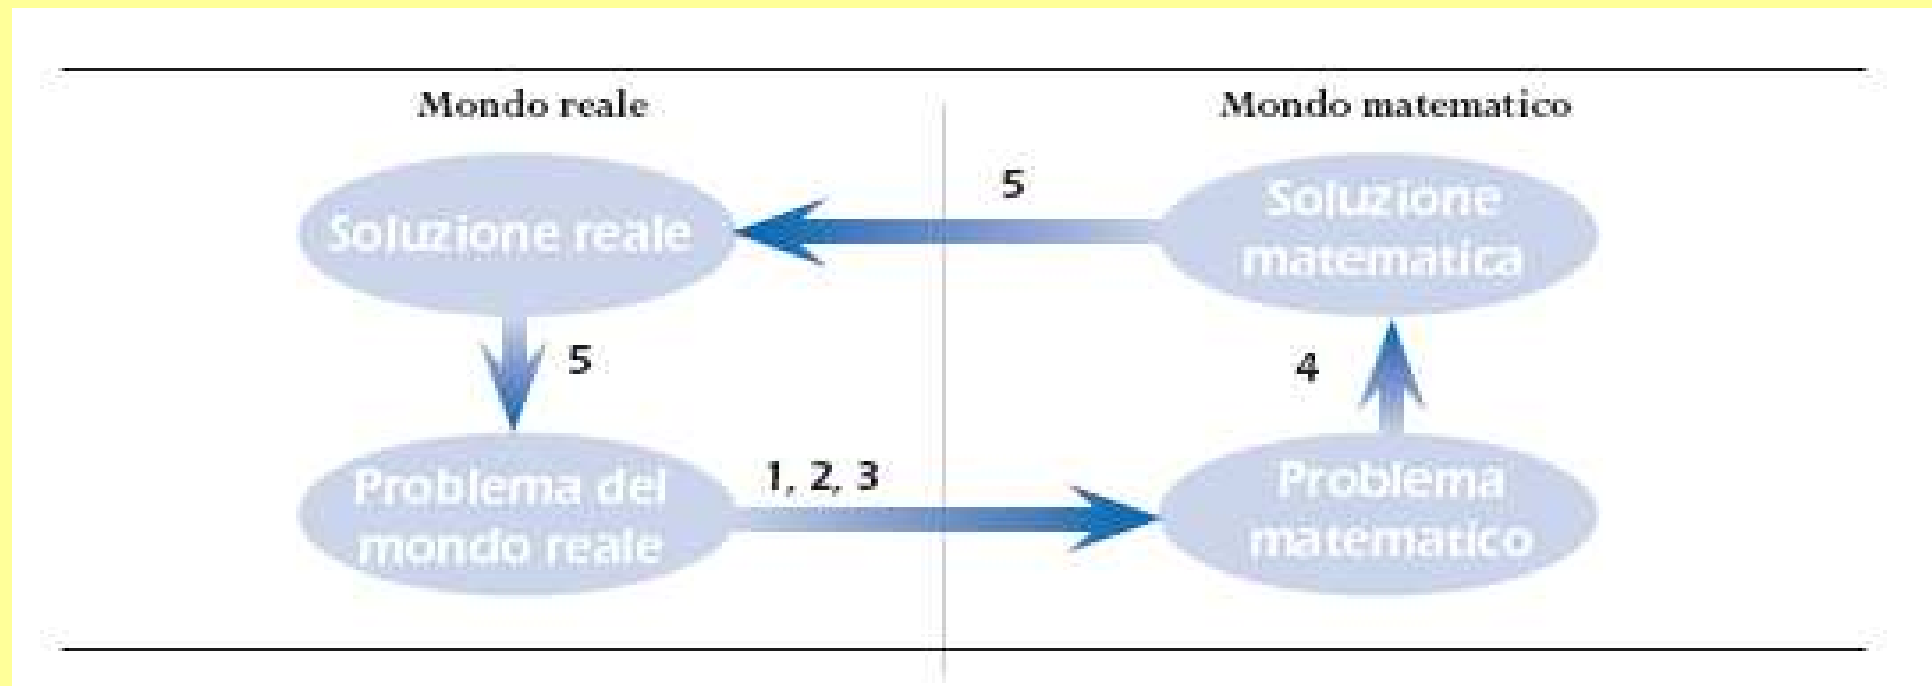 Mondo reale
Mondo matematico
5
Soluzione reale
Soluzione
matematica
5
4
Problema del
mondo reale
1, 2, 3
Problema
matematico